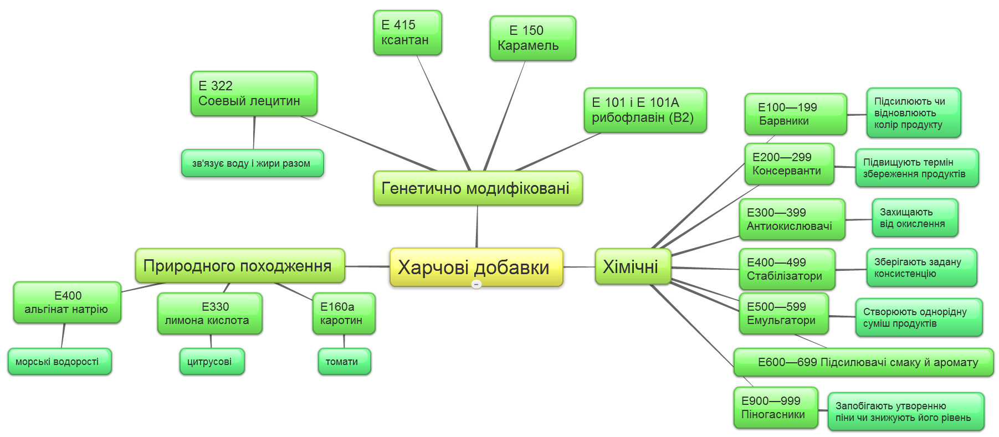 Е 415
ксантан
Е 150
Карамель
Е 322
Соевый лецитин
зв'язує воду і жири разом
Е 101 і Е 101А
рибофлавін (В2)
Генетично модифіковані
Харчові добавки
Природного походження
Е400
альгінат натрію
морські водорості
Е330
лимона кислота
цитрусові
Е160а
каротин
томати
Хімічні
Е100—199
Барвники
Підсилюють чи
відновлюють
колір продукту
Е200—299
Консерванти
Підвищують термін
збереження продуктів
Е300—399
Антиокислювачі
Захищають
від окислення
Е400—499
Стабілізатори
Зберігають задану
консистенцію
Е500—599
Емульгатори
Створюють однорідну
суміш продуктів
Е600—699 Підсилювачі смаку й аромату
Е900—999
Піногасники
Запобігають утворенню
піни чи знижують його рівень